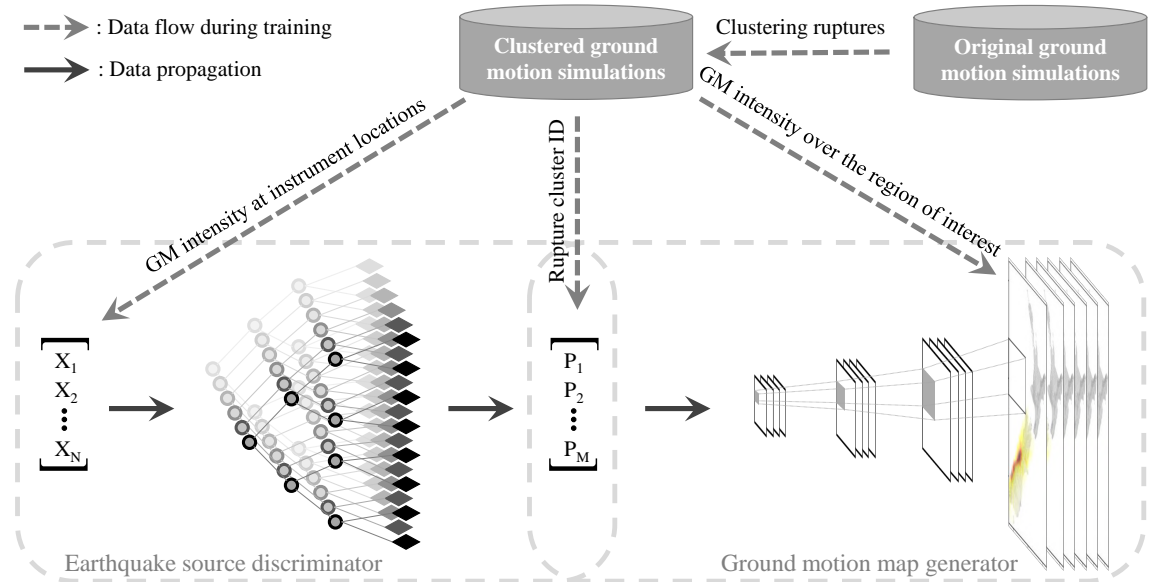 : Data flow during training
: Data propagation
Clustered ground
motion simulations
Clustering ruptures
Original ground
motion simulations
GM intensity at instrument locations
Rupture cluster ID
GM intensity over the region of interest
X1
X2
XN
P1
P2
PM
Earthquake source discriminator
Ground motion map generator